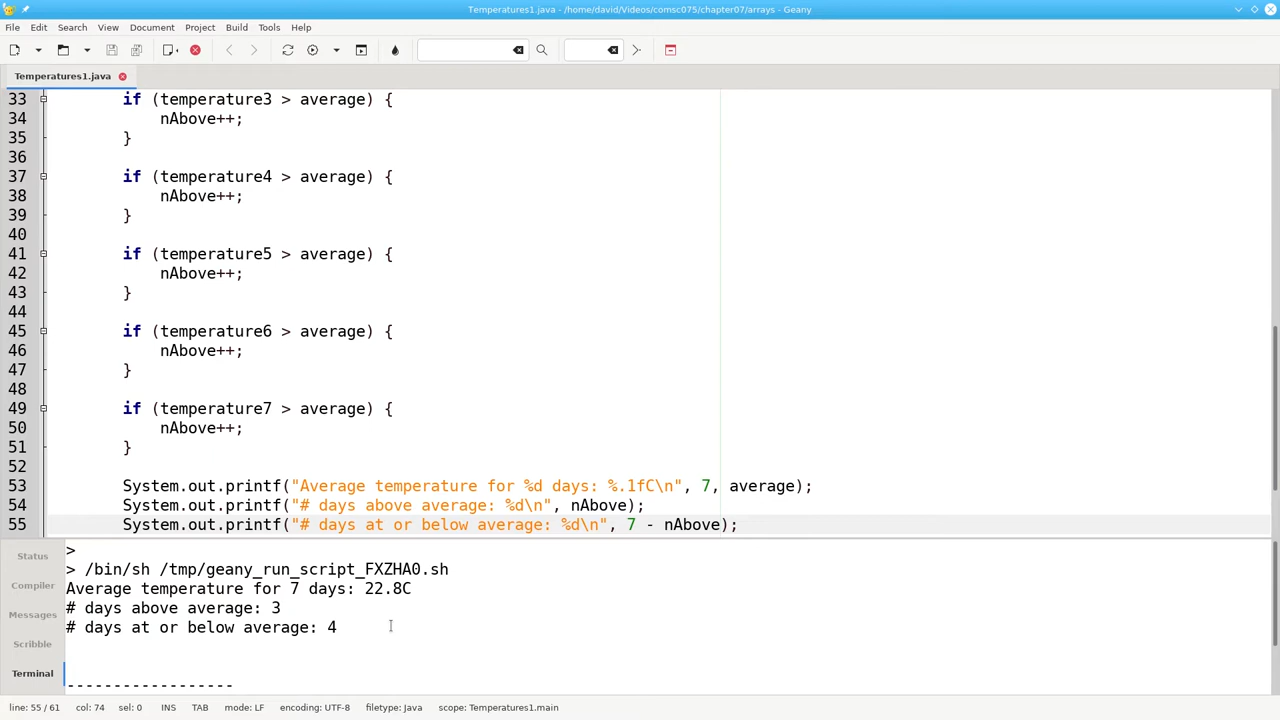 Temperatures1.java - /home/david/Videos/comsc075/chapter07/arrays - Geany
File Edit Search View Document Project Build Tools Help
Temperatures1.java
33 if (temperature3 > average) {
34 nAbove++;
35 }
36
37 if (temperature4 > average) {
38 nAbove++;
39 }
40
41 if (temperature5 > average) {
42 nAbove++;
43 }
44
45 if (temperature6 > average) {
46 nAbove++;
47 }
48
49 if (temperature7 > average) {
50 nAbove++;
51 }
52
53 System.out.printf("Average temperature for %d days: %.1fC\n", 7, average);
54 System.out.printf("# days above average: %d\n", nAbove);
55 System.out.printf("# days at or below average: %d\n", 7 - nAbove);
Status
Compiler
Messages
Scribble
Terminal
>
> /bin/sh /tmp/geany_run_script_FXZHA0.sh
Average temperature for 7 days: 22.8C
# days above average: 3
# days at or below average: 4
------------------
line: 55 / 61 col: 74 sel: 0 INS TAB mode: LF encoding: UTF-8 filetype: Java scope: Temperatures1.main